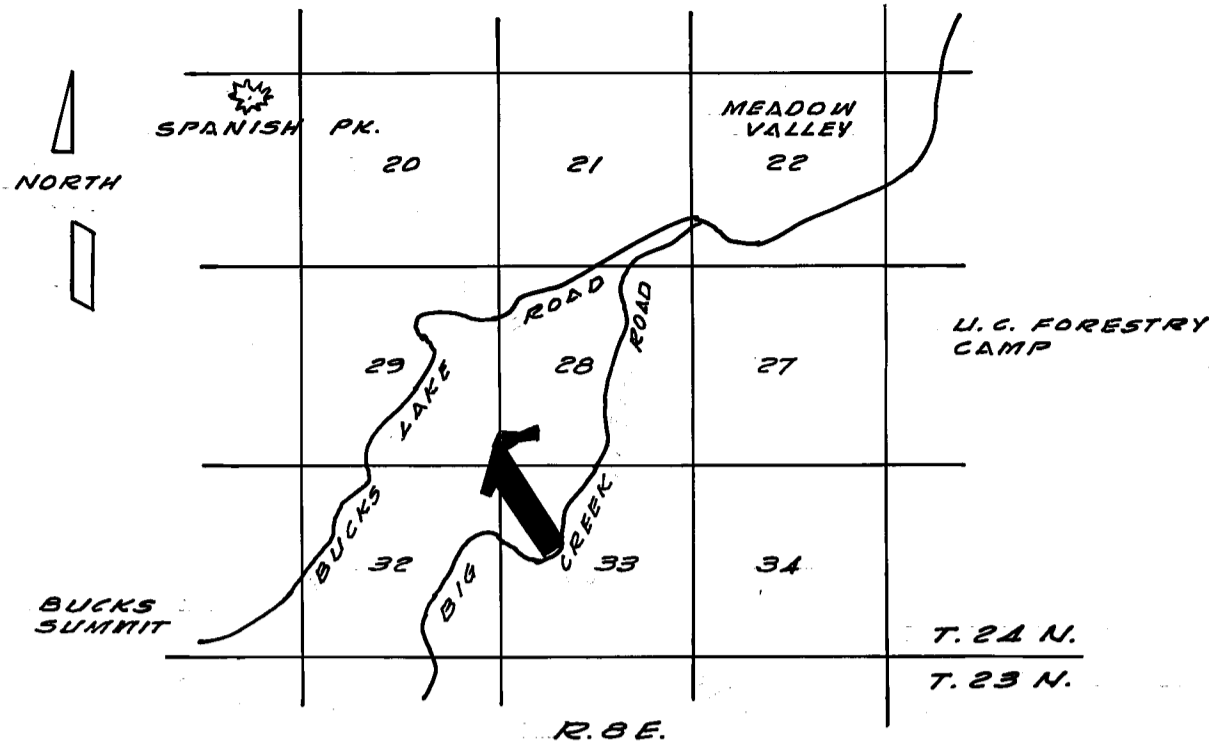 SPANISH PK.
MEADOW
VALLEY
20
21
22
NORTH
BUCKS LAKE ROAD
BIG CREEK ROAD
29
28
27
U.C. FORESTRY
CAMP
32
33
34
BUCKS
SUMMIT
T. 24 N.
T. 23 N.
R. 8 E.